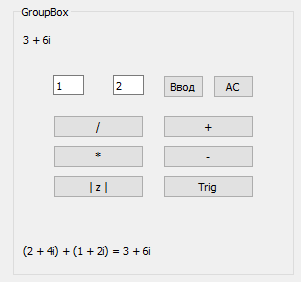 GroupBox
3 + 6i
1 2 Ввод AC
/ +
* -
| z | Trig
(2 + 4i) + (1 + 2i) = 3 + 6i